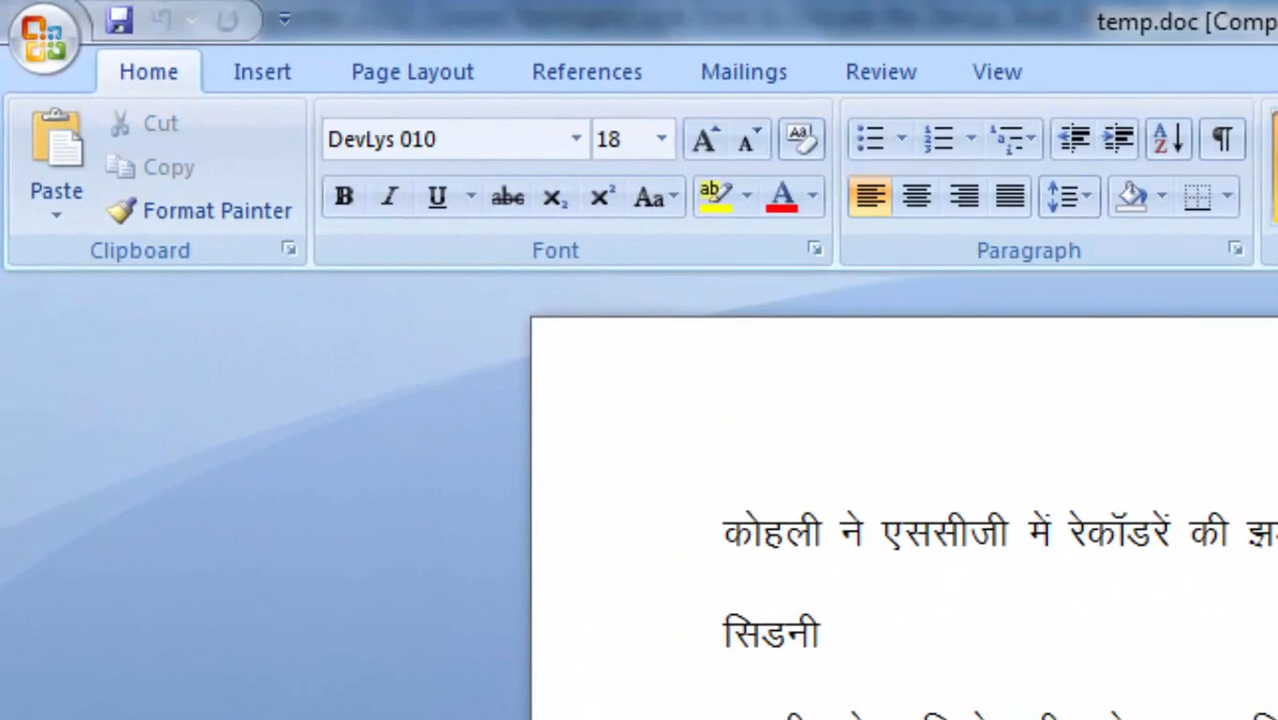 temp.doc [Comp
Home Insert Page Layout References Mailings Review View
Paste
Cut
Copy
Format Painter
Clipboard
DevLys 010 18
Font
Paragraph
कोहली ने एससीजी में रेकॉडरें की
सिडनी